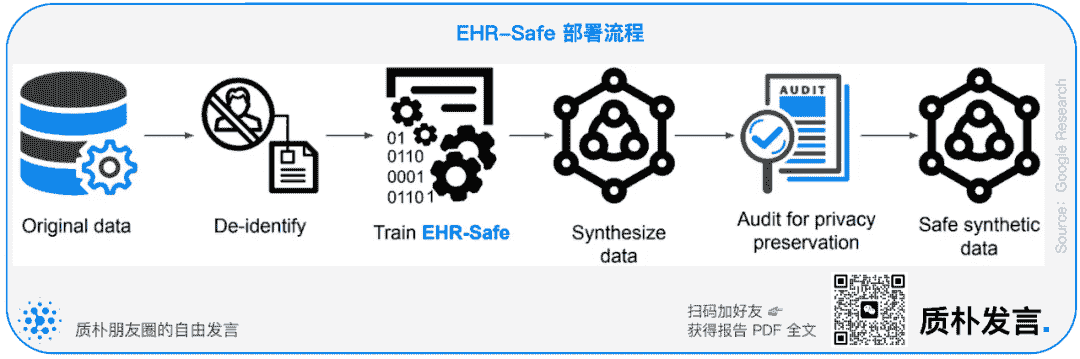 EHR-Safe 部署流程
AUDIT
01
0110
0001
0110 1
Original data
De-identify
Train EHR-Safe
Synthesize
data
Audit for privacy
preservation
Safe synthetic
data
Source: Google Research
质朴朋友圈的自由发言
扫码加好友 👉
获得报告 PDF 全文
质朴发言.